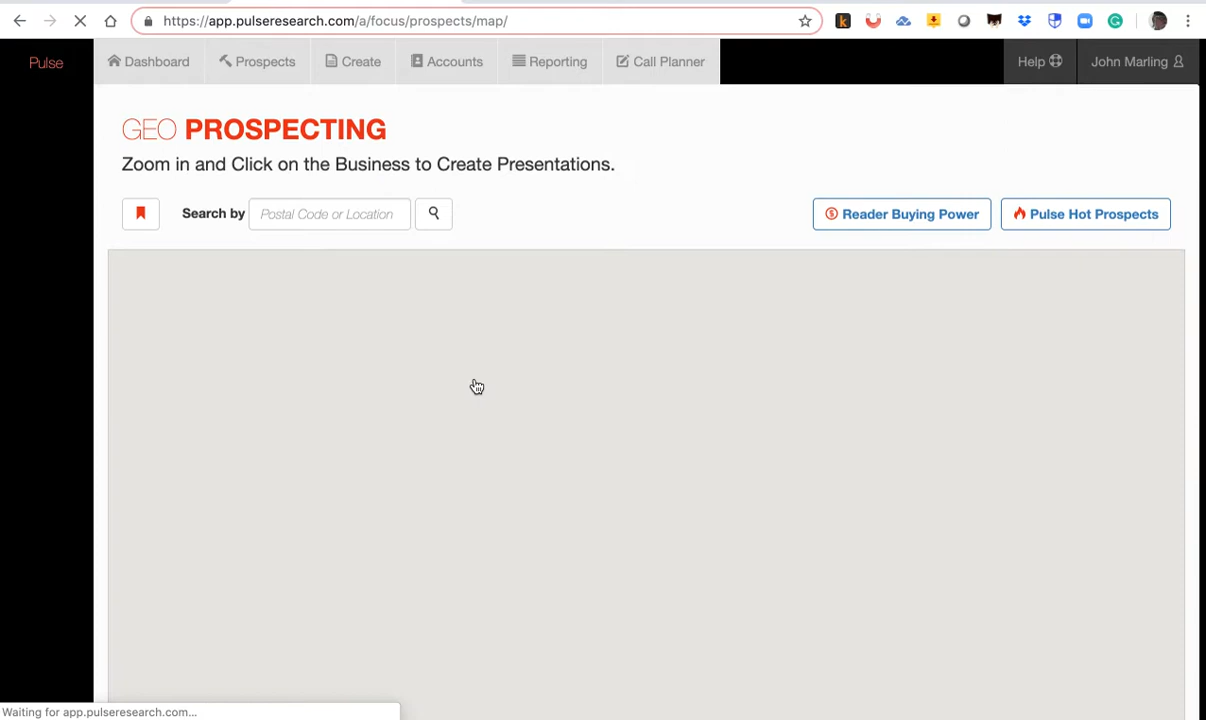 https://app.pulseresearch.com/a/focus/prospects/map/
Pulse
Dashboard
Prospects
Create
Accounts
Reporting
Call Planner
Help
John Marling
GEO PROSPECTING
Zoom in and Click on the Business to Create Presentations.
Search by
Postal Code or Location
Reader Buying Power
Pulse Hot Prospects
Waiting for app.pulseresearch.com...